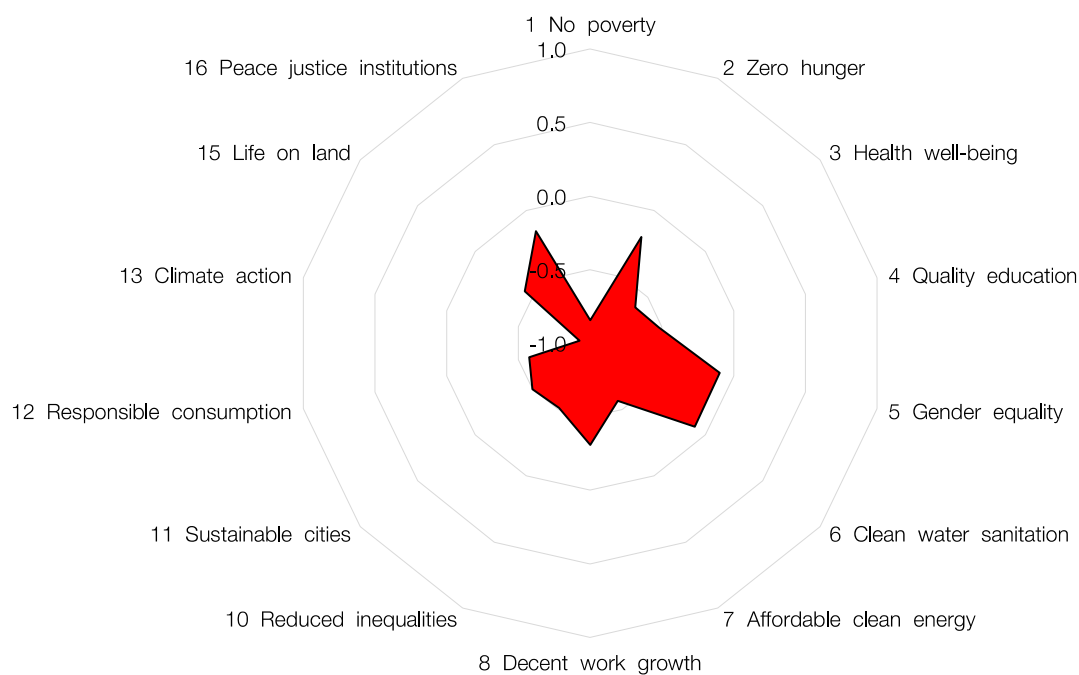 1 No poverty
1.0
16 Peace justice institutions
2 Zero hunger
0.5
15 Life on land
3 Health well-being
0.0
-0.5
13 Climate action
4 Quality education
-1.0
12 Responsible consumption
5 Gender equality
11 Sustainable cities
6 Clean water sanitation
10 Reduced inequalities
7 Affordable clean energy
8 Decent work growth